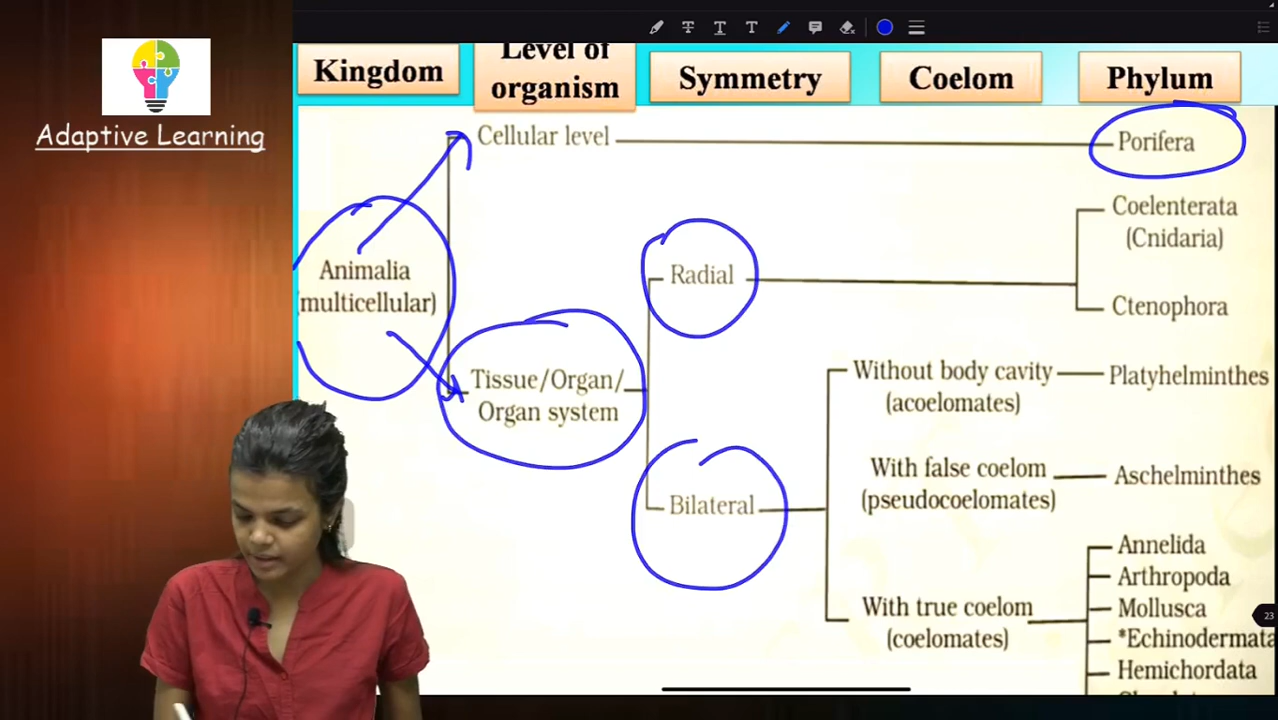 Adaptive Learning
Kingdom
Level of
organism
Symmetry
Coelom
Phylum
Cellular level
Porifera
Animalia
(multicellular)
Radial
Coelenterata
(Cnidaria)
Ctenophora
Tissue/Organ/
Organ system
Bilateral
Without body cavity
(acoelomates)
Platyhelminthes
With false coelom
(pseudocoelomates)
Aschelminthes
With true coelom
(coelomates)
Annelida
Arthropoda
Mollusca
*Echinodermata
Hemichordata
23